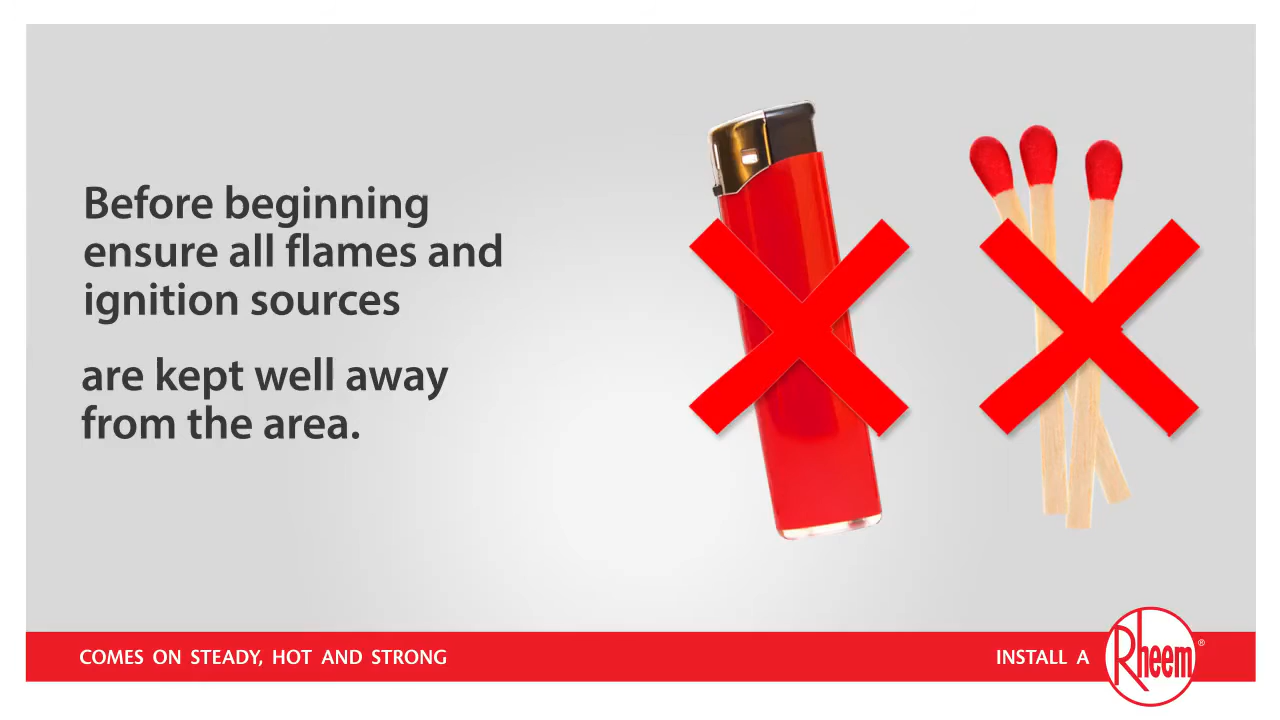 Before beginning
ensure all flames and
ignition sources
are kept well away
from the area.
COMES ON STEADY, HOT AND STRONG
INSTALL A
Rheem®